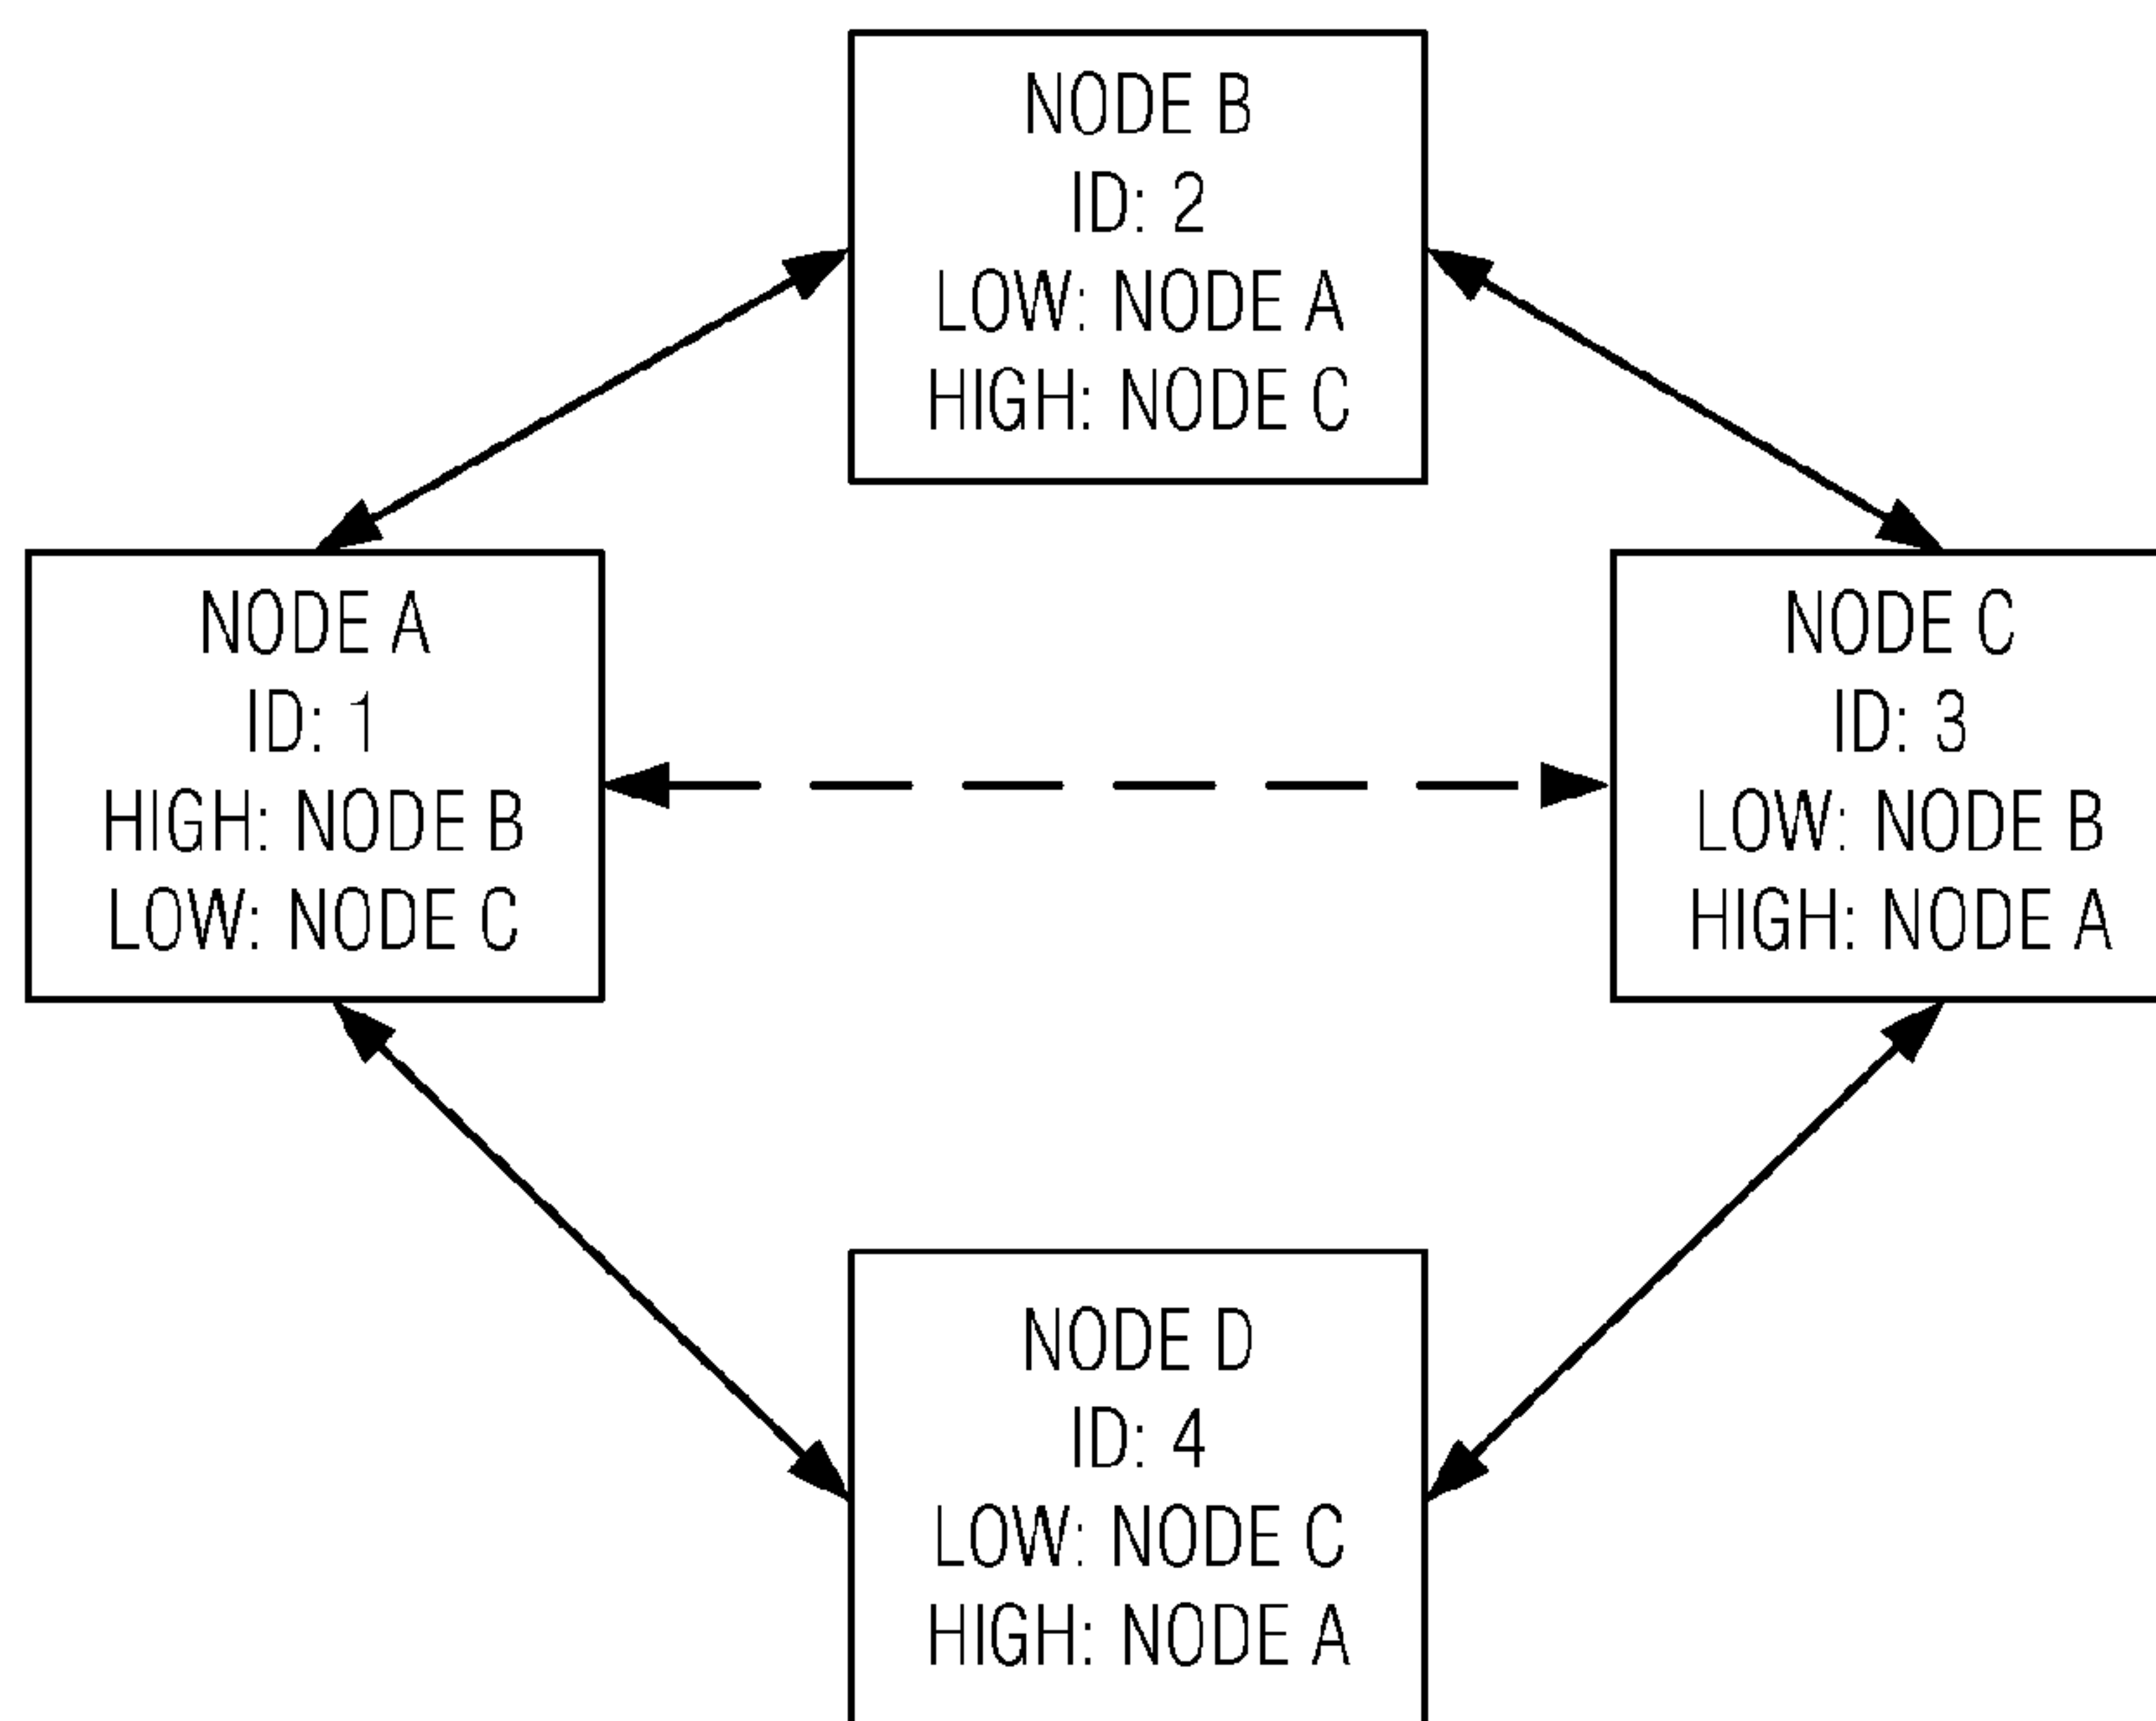 NODE B
ID: 2
LOW: NODE A
HIGH: NODE C
NODE A
ID: 1
HIGH: NODE B
LOW: NODE C
NODE C
ID: 3
LOW: NODE B
HIGH: NODE A
NODE D
ID: 4
LOW: NODE C
HIGH: NODE A